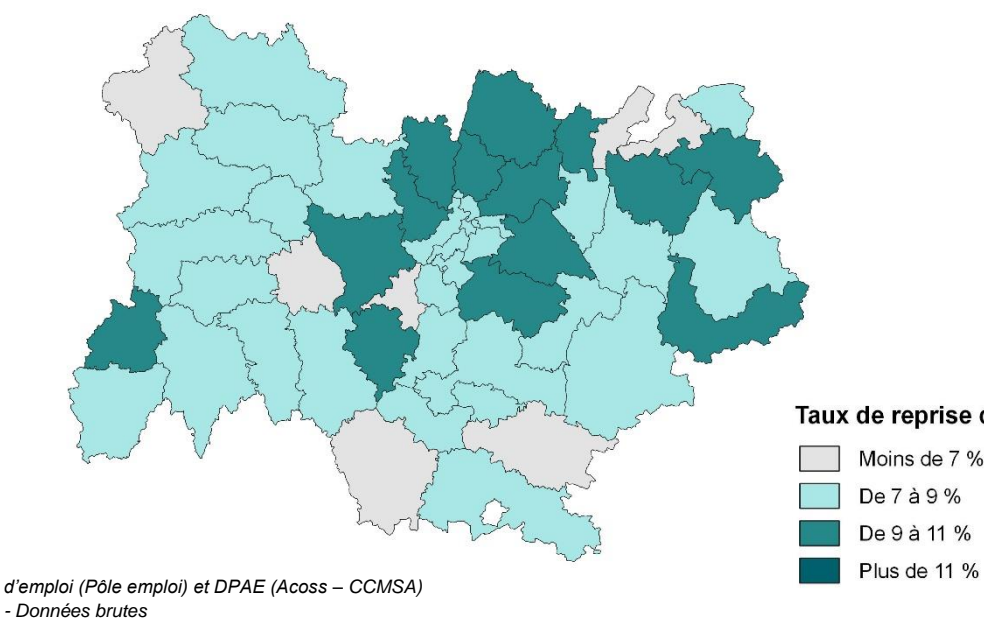 Taux de reprise
Moins de 7 %
De 7 à 9 %
De 9 à 11 %
Plus de 11 %
d'emploi (Pôle emploi) et DPAE (Acoss – CCMSA)
- Données brutes